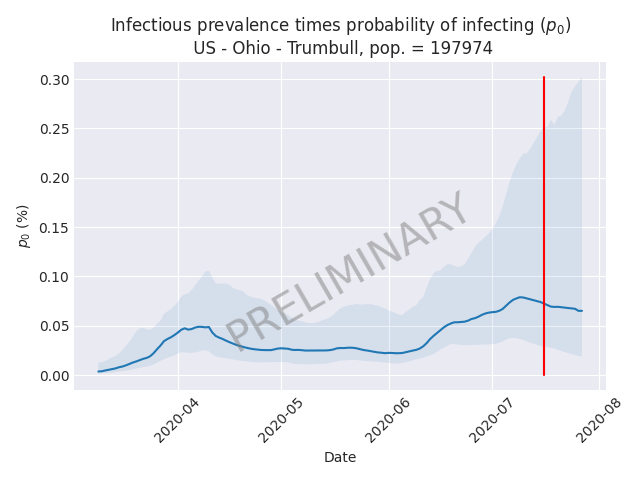 Infectious prevalence times probability of infecting (p₀)
US - Ohio - Trumbull, pop. = 197974
0.30
0.25
0.20
0.15
0.10
0.05
0.00
p₀ (%)
PRELIMINARY
2020-04
2020-05
2020-06
2020-07
2020-08
Date